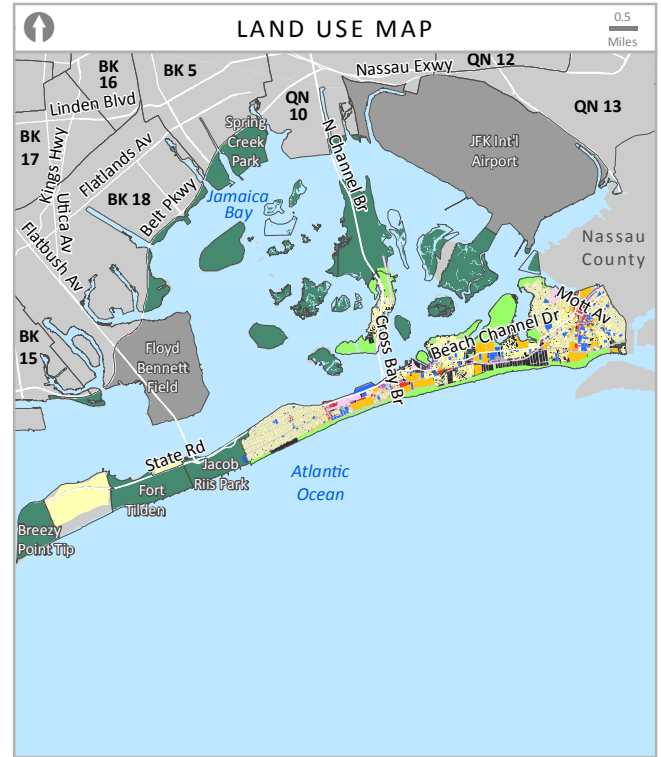 LAND USE MAP
0.5
Miles
BK
16
BK 5
Nassau Exwy
QN 12
Linden Blvd
QN
10
QN 13
BK
17
Kings Hwy
Flatlands Av
Spring
Creek
Park
N Channel Br
JFK Int'l
Airport
Utica Av
BK 18
Belt Pkwy
Jamaica
Bay
Flatbush Av
Nassau
County
Mott Av
Cross Bay Br
Beach Channel Dr
BK
15
Floyd
Bennett
Field
State Rd
Jacob
Riis Park
Atlantic
Ocean
Fort
Tilden
Breezy
Point Tip